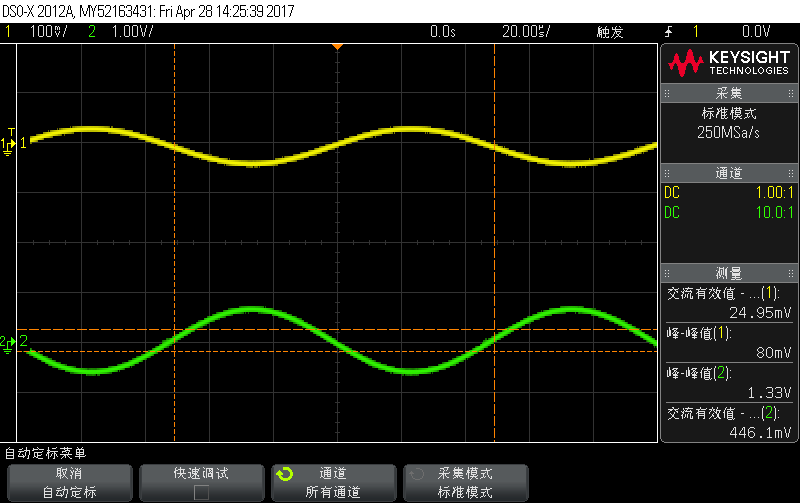 DSO-X 2012A, MY52163431: Fri Apr 28 14:25:39 2017
1 100mV/ 2 1.00V/ 0.0s 20.00us/ 触发 1 0.0V
KEYSIGHT
TECHNOLOGIES
采集
标准模式
250MSa/s
通道
DC 1.00:1
DC 10.0:1
测量
交流有效值 - ...(1):
24.95mV
峰-峰值(1):
80mV
峰-峰值(2):
1.33V
交流有效值 - ...(2):
446.1mV
T
1 1
2 2
自动定标菜单
取消
自动定标
快速调试
通道
所有通道
采集模式
标准模式